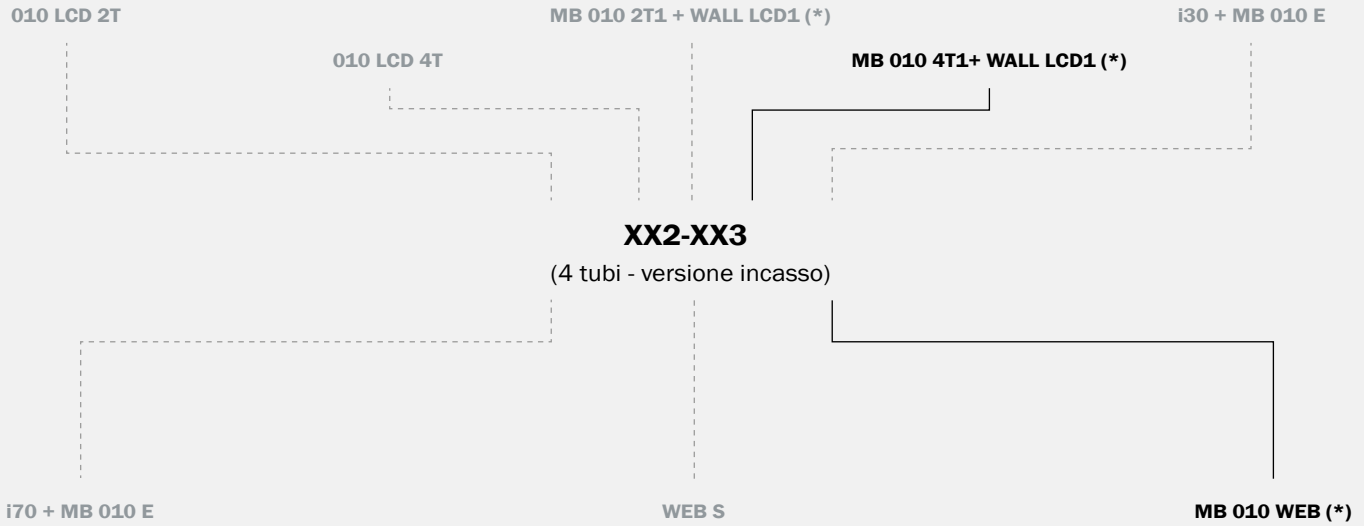 010 LCD 2T
MB 010 2T1 + WALL LCD1 (*)
i30 + MB 010 E
010 LCD 4T
MB 010 4T1+ WALL LCD1 (*)
XX2-XX3
(4 tubi - versione incasso)
i70 + MB 010 E
WEB S
MB 010 WEB (*)